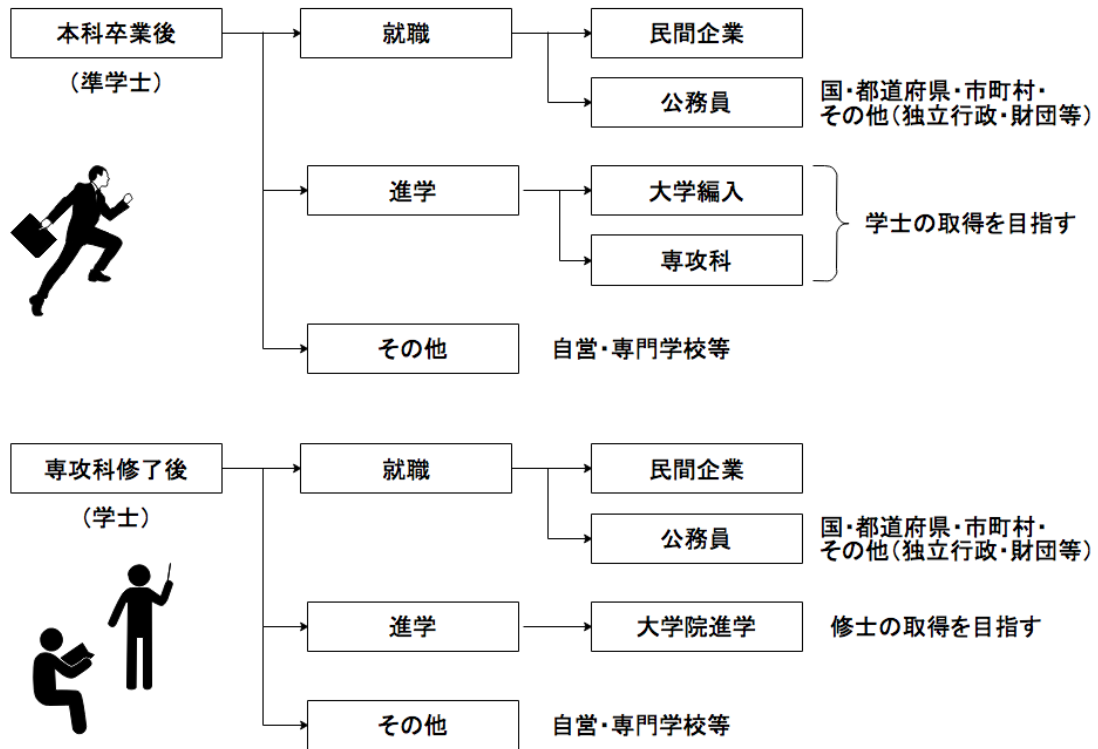 本科卒業後
(準学士)
就職
民間企業
公務員
国・都道府県・市町村・
その他(独立行政・財団等)
進学
大学編入
専攻科
学士の取得を目指す
その他
自営・専門学校等
専攻科修了後
(学士)
就職
民間企業
公務員
国・都道府県・市町村・
その他(独立行政・財団等)
進学
大学院進学
修士の取得を目指す
その他
自営・専門学校等